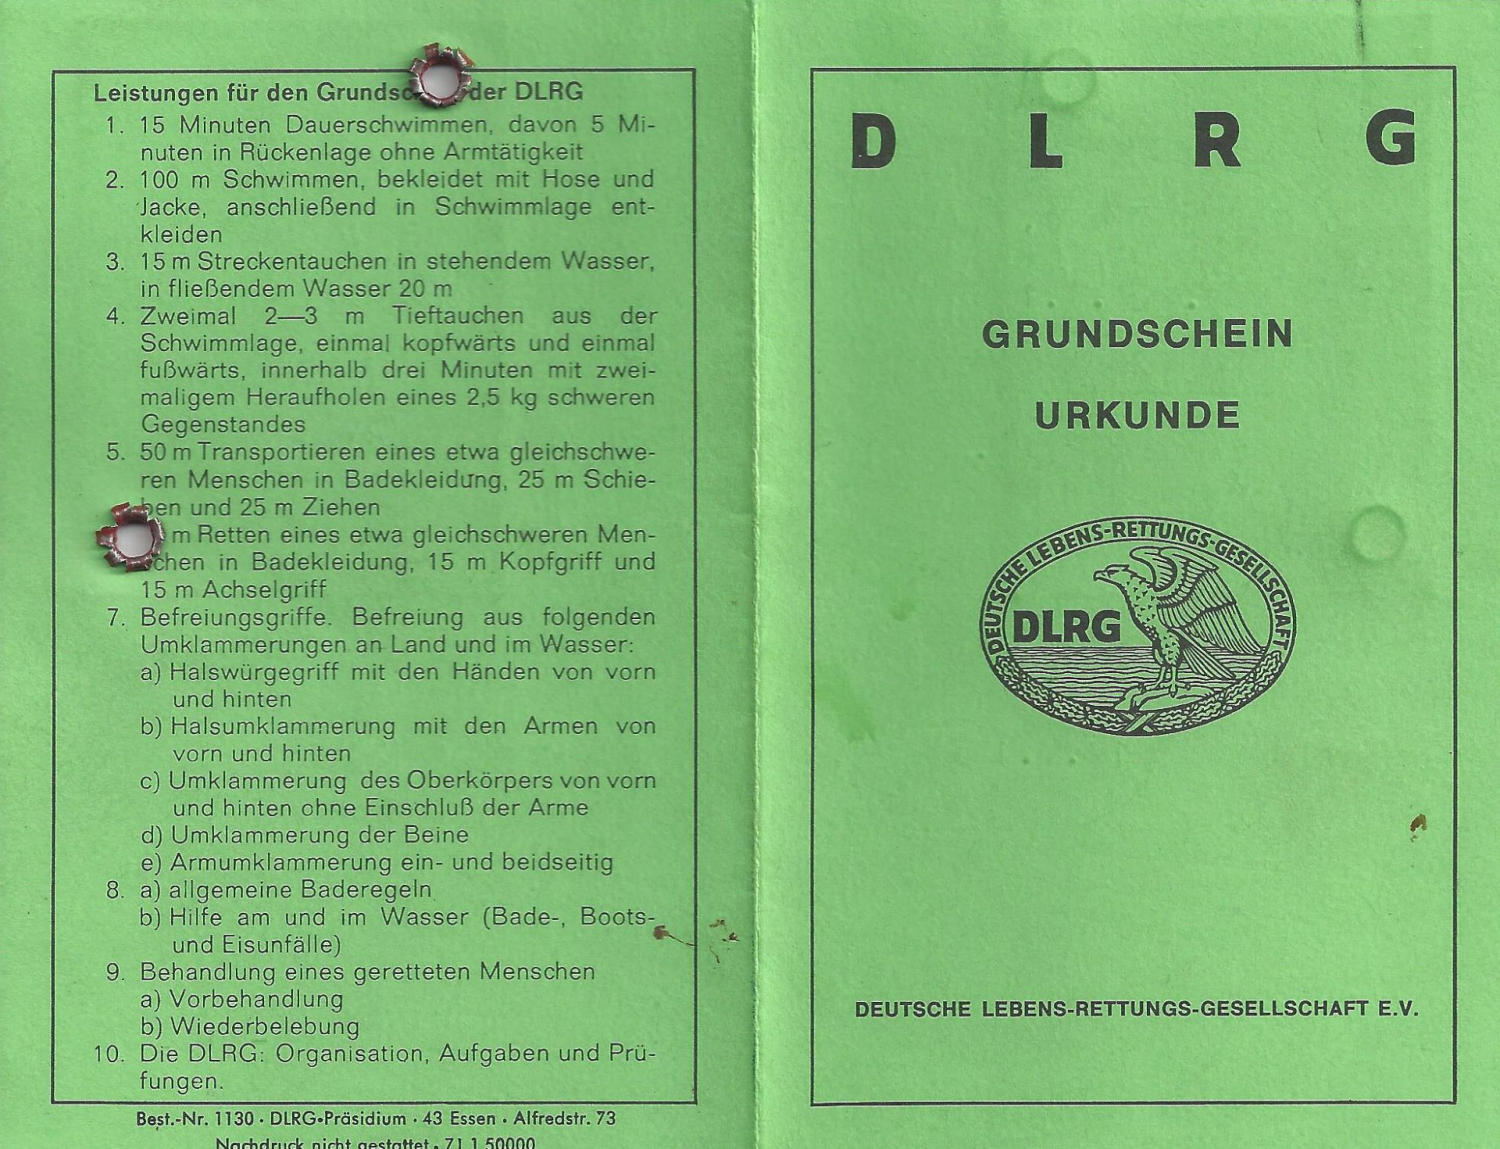 Leistungen für den Grundsc der DLRG
1. 15 Minuten Dauerschwimmen, davon 5 Mi-
nuten in Rückenlage ohne Armtätigkeit
2. 100 m Schwimmen, bekleidet mit Hose und
Jacke, anschließend in Schwimmlage ent-
kleiden
3. 15 m Streckentauchen in stehendem Wasser,
in fließendem Wasser 20 m
4. Zweimal 2—3 m Tieftauchen aus der
Schwimmlage, einmal kopfwärts und einmal
fußwärts, innerhalb drei Minuten mit zwei-
maligem Heraufholen eines 2,5 kg schweren
Gegenstandes
5. 50 m Transportieren eines etwa gleichschwe-
ren Menschen in Badekleidung, 25 m Schie-
ben und 25 m Ziehen
m Retten eines etwa gleichschweren Men-
schen in Badekleidung, 15 m Kopfgriff und
15 m Achselgriff
7. Befreiungsgriffe. Befreiung aus folgenden
Umklammerungen an Land und im Wasser:
a) Halswürgegriff mit den Händen von vorn
und hinten
b) Halsumklammerung mit den Armen von
vorn und hinten
c) Umklammerung des Oberkörpers von vorn
und hinten ohne Einschluß der Arme
d) Umklammerung der Beine
e) Armumklammerung ein- und beidseitig
8. a) allgemeine Baderegeln
b) Hilfe am und im Wasser (Bade-, Boots-
und Eisunfälle)
9. Behandlung eines geretteten Menschen
a) Vorbehandlung
b) Wiederbelebung
10. Die DLRG: Organisation, Aufgaben und Prü-
fungen.
Best.-Nr. 1130 · DLRG-Präsidium · 43 Essen · Alfredstr. 73
Nachdruck nicht gestattet · 71 1 50000
D L R G
GRUNDSCHEIN
URKUNDE
DEUTSCHE LEBENS-RETTUNGS-GESELLSCHAFT
DLRG
DEUTSCHE LEBENS-RETTUNGS-GESELLSCHAFT E.V.